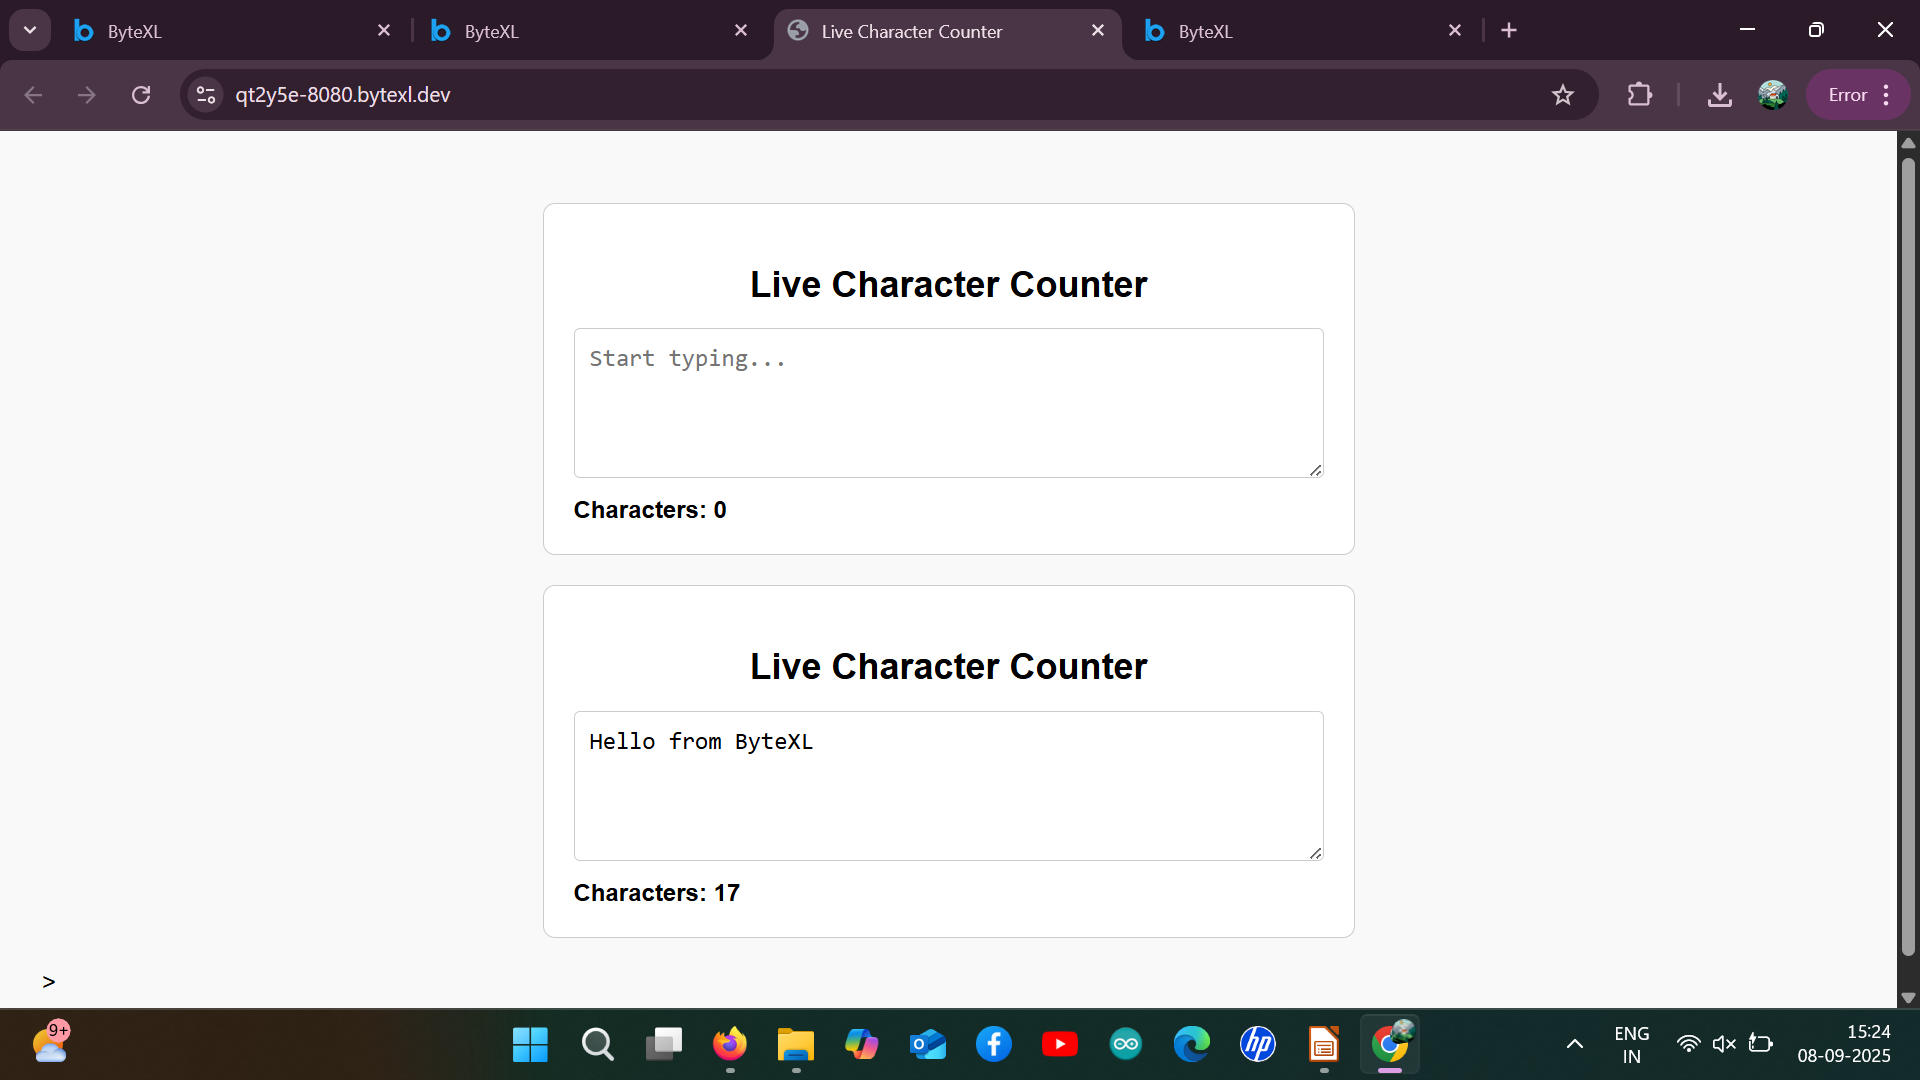 ByteXL
ByteXL
Live Character Counter
ByteXL
qt2y5e-8080.bytexl.dev
Error
Live Character Counter
Start typing...
Characters: 0
Live Character Counter
Hello from ByteXL
Characters: 17
>
9+
hp
ENG
IN
15:24
08-09-2025